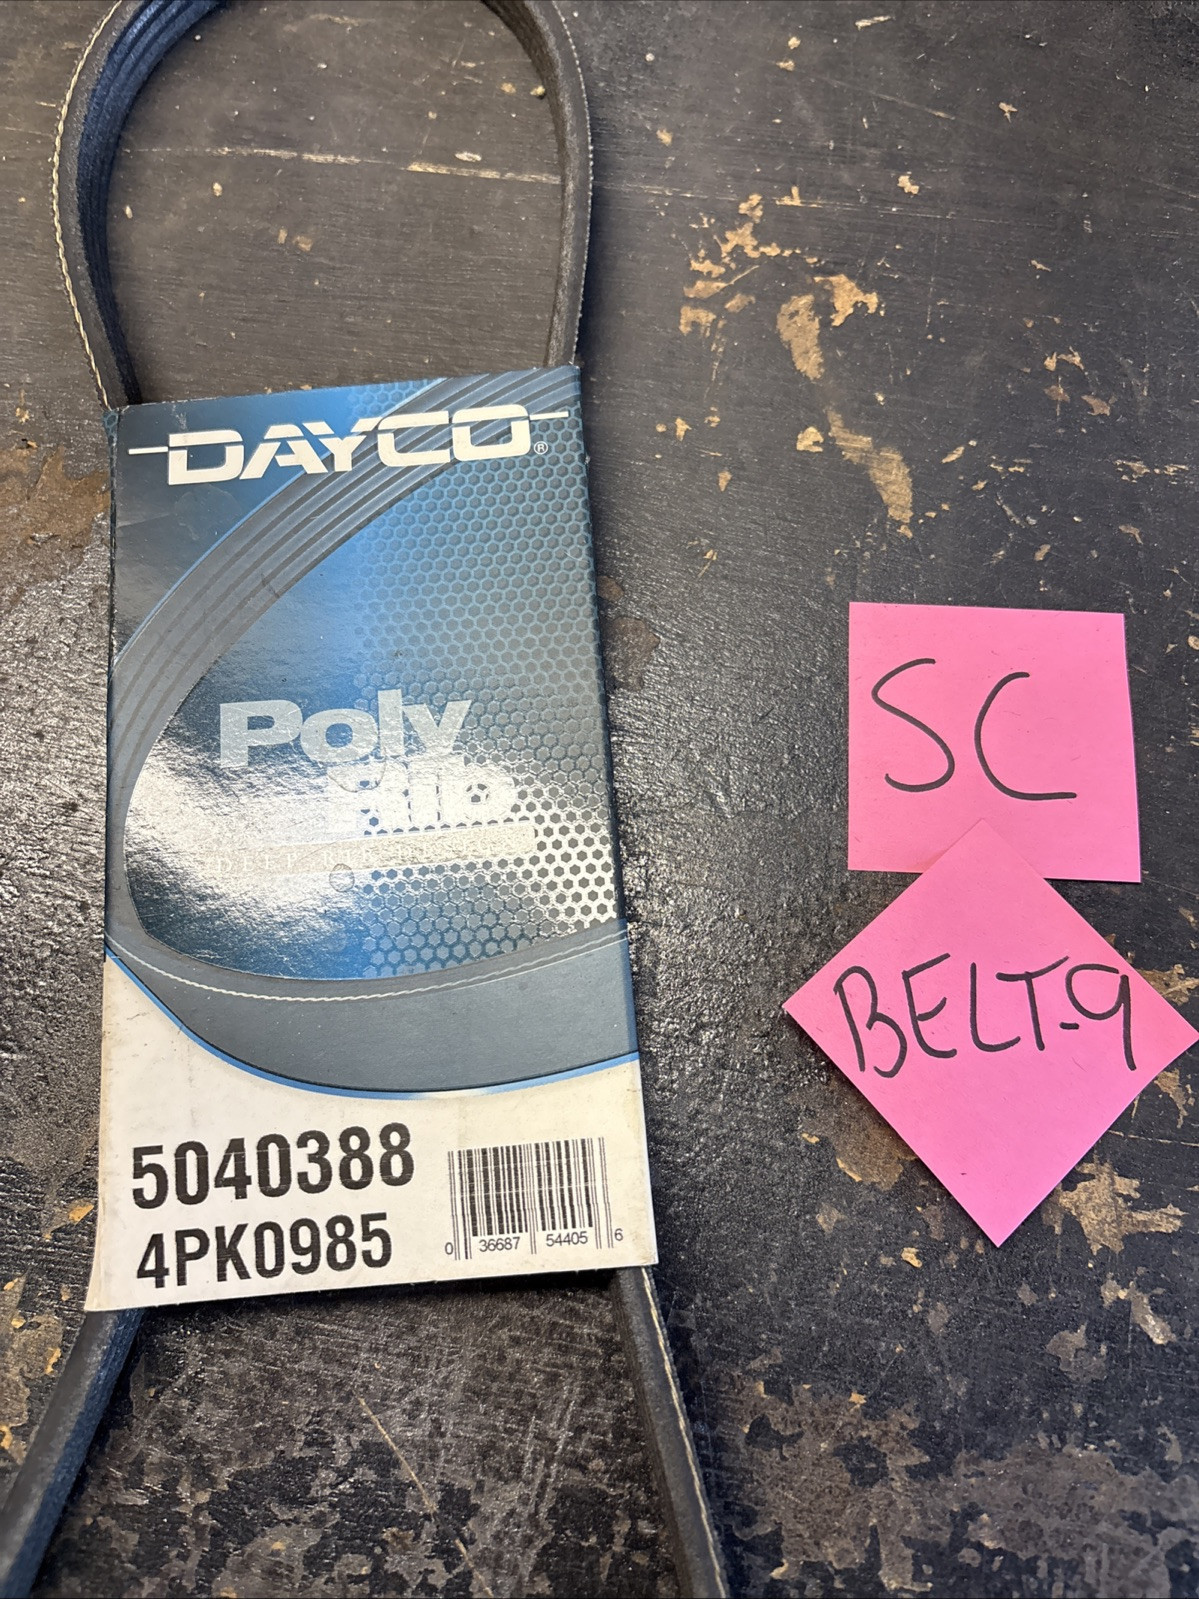 DAYCO®
Poly
Rib
5040388
4PK0985
0 36687 54405 6
SC
BELT-9